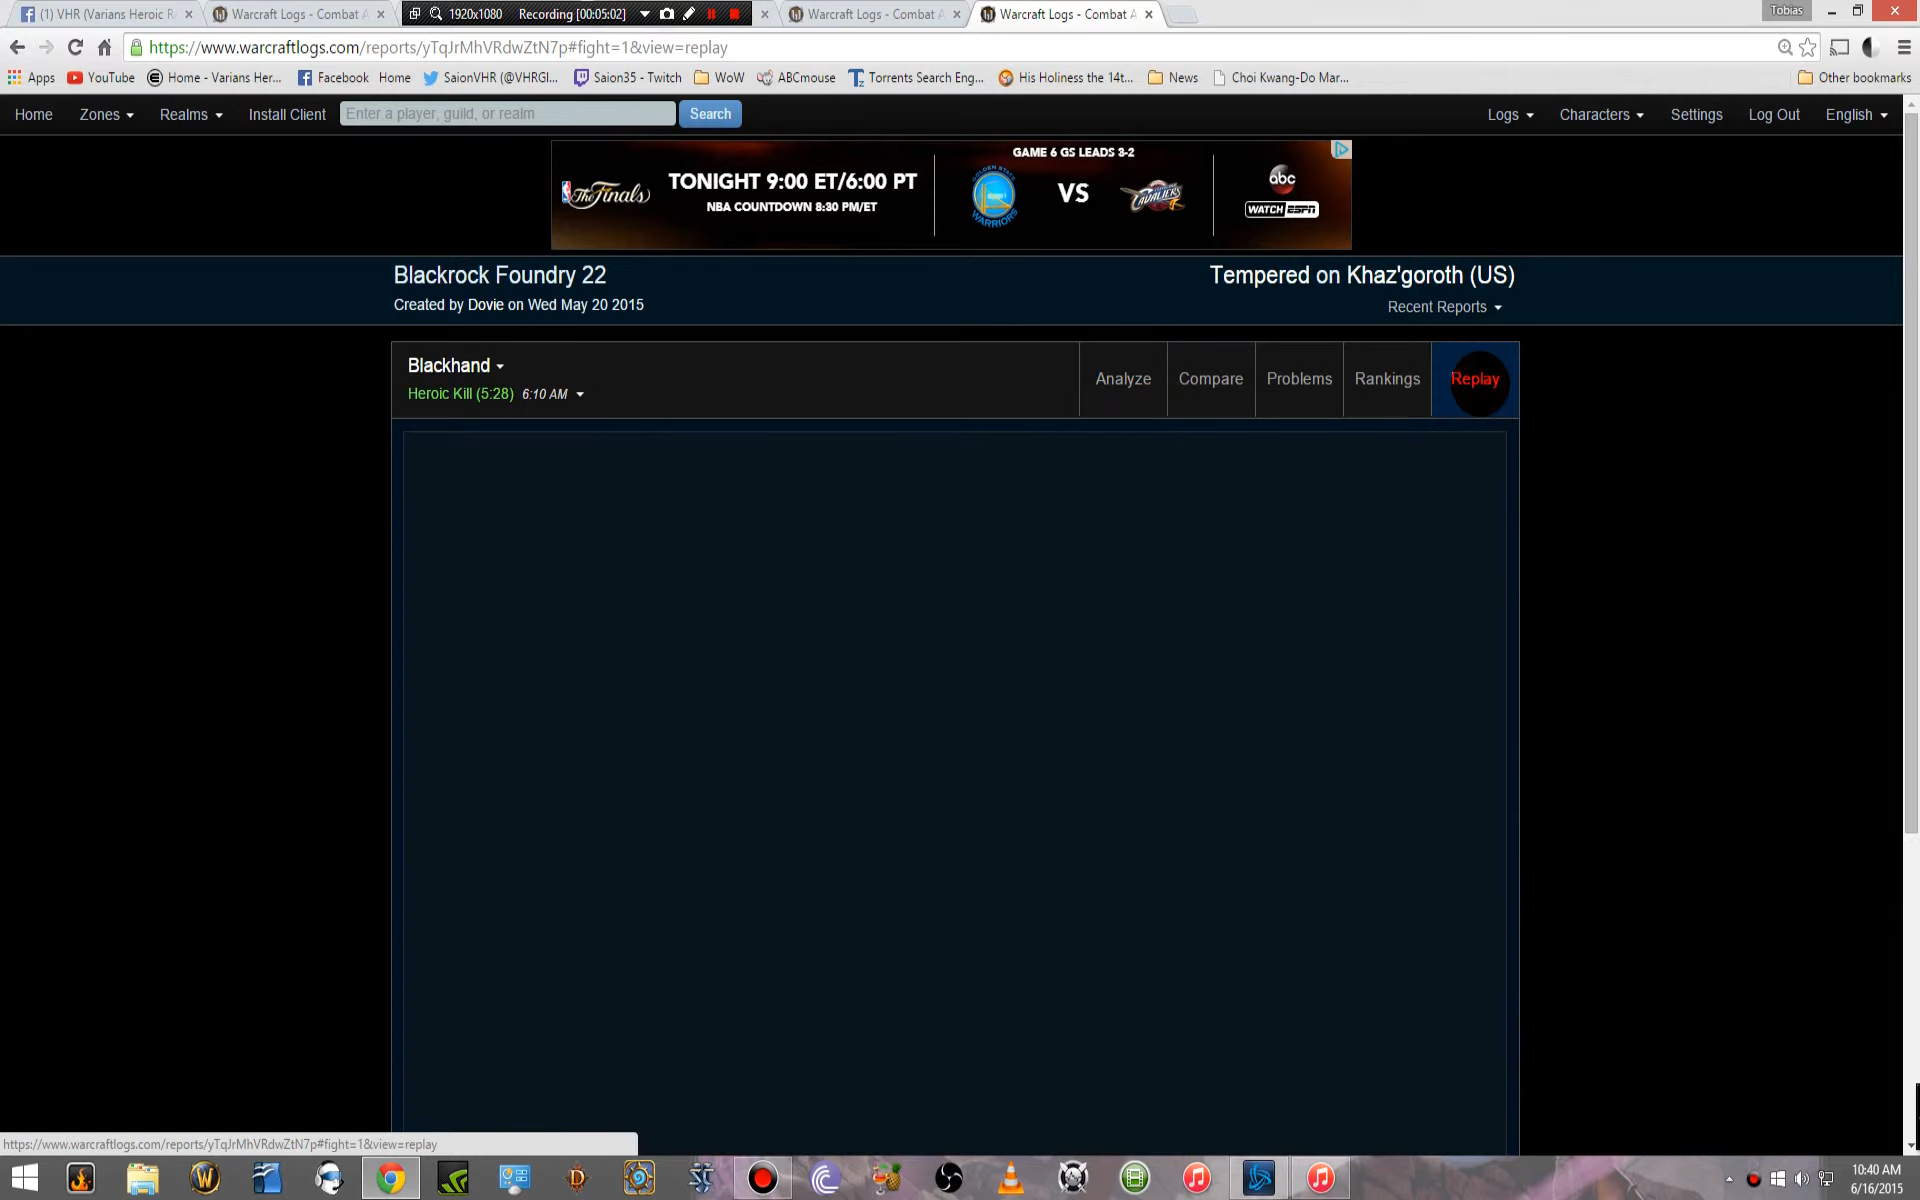 (1) VHR (Varians Heroic R
Warcraft Logs - Combat A
1920x1080 Recording [00:05:02]
Warcraft Logs - Combat A
Warcraft Logs - Combat A
Tobias
https://www.warcraftlogs.com/reports/yTqJrMhVRdwZtN7p#fight=1&view=replay
Apps YouTube Home - Varians Her... Facebook Home SaionVHR (@VHRGl... Saion35 - Twitch WoW ABCmouse Torrents Search Eng... His Holiness the 14t... News Choi Kwang-Do Mar... Other bookmarks
Home Zones Realms Install Client Enter a player, guild, or realm Search Logs Characters Settings Log Out English
The Finals
TONIGHT 9:00 ET/6:00 PT
NBA COUNTDOWN 8:30 PM/ET
GAME 6 GS LEADS 3-2
GOLDEN STATE
WARRIORS
VS
CAVALIERS
abc
WATCH ESPN
Blackrock Foundry 22
Created by Dovie on Wed May 20 2015
Tempered on Khaz'goroth (US)
Recent Reports
Blackhand
Heroic Kill (5:28) 6:10 AM
Analyze Compare Problems Rankings Replay
https://www.warcraftlogs.com/reports/yTqJrMhVRdwZtN7p#fight=1&view=replay
10:40 AM
6/16/2015